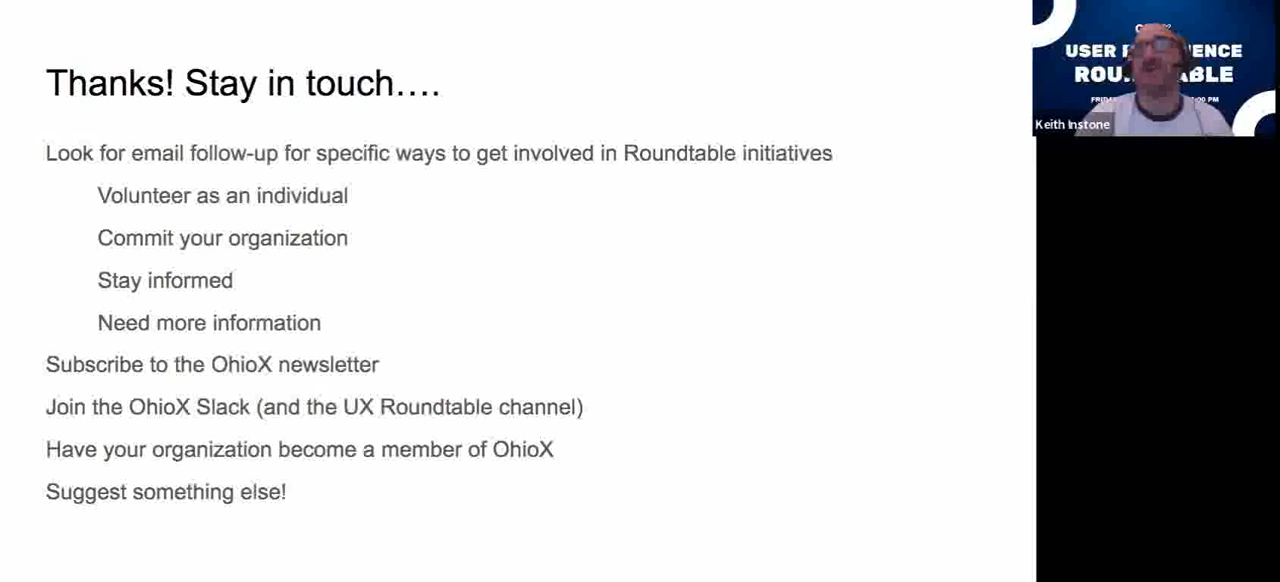 Thanks! Stay in touch....
Look for email follow-up for specific ways to get involved in Roundtable initiatives
Volunteer as an individual
Commit your organization
Stay informed
Need more information
Subscribe to the OhioX newsletter
Join the OhioX Slack (and the UX Roundtable channel)
Have your organization become a member of OhioX
Suggest something else!
USER
Keith Instone